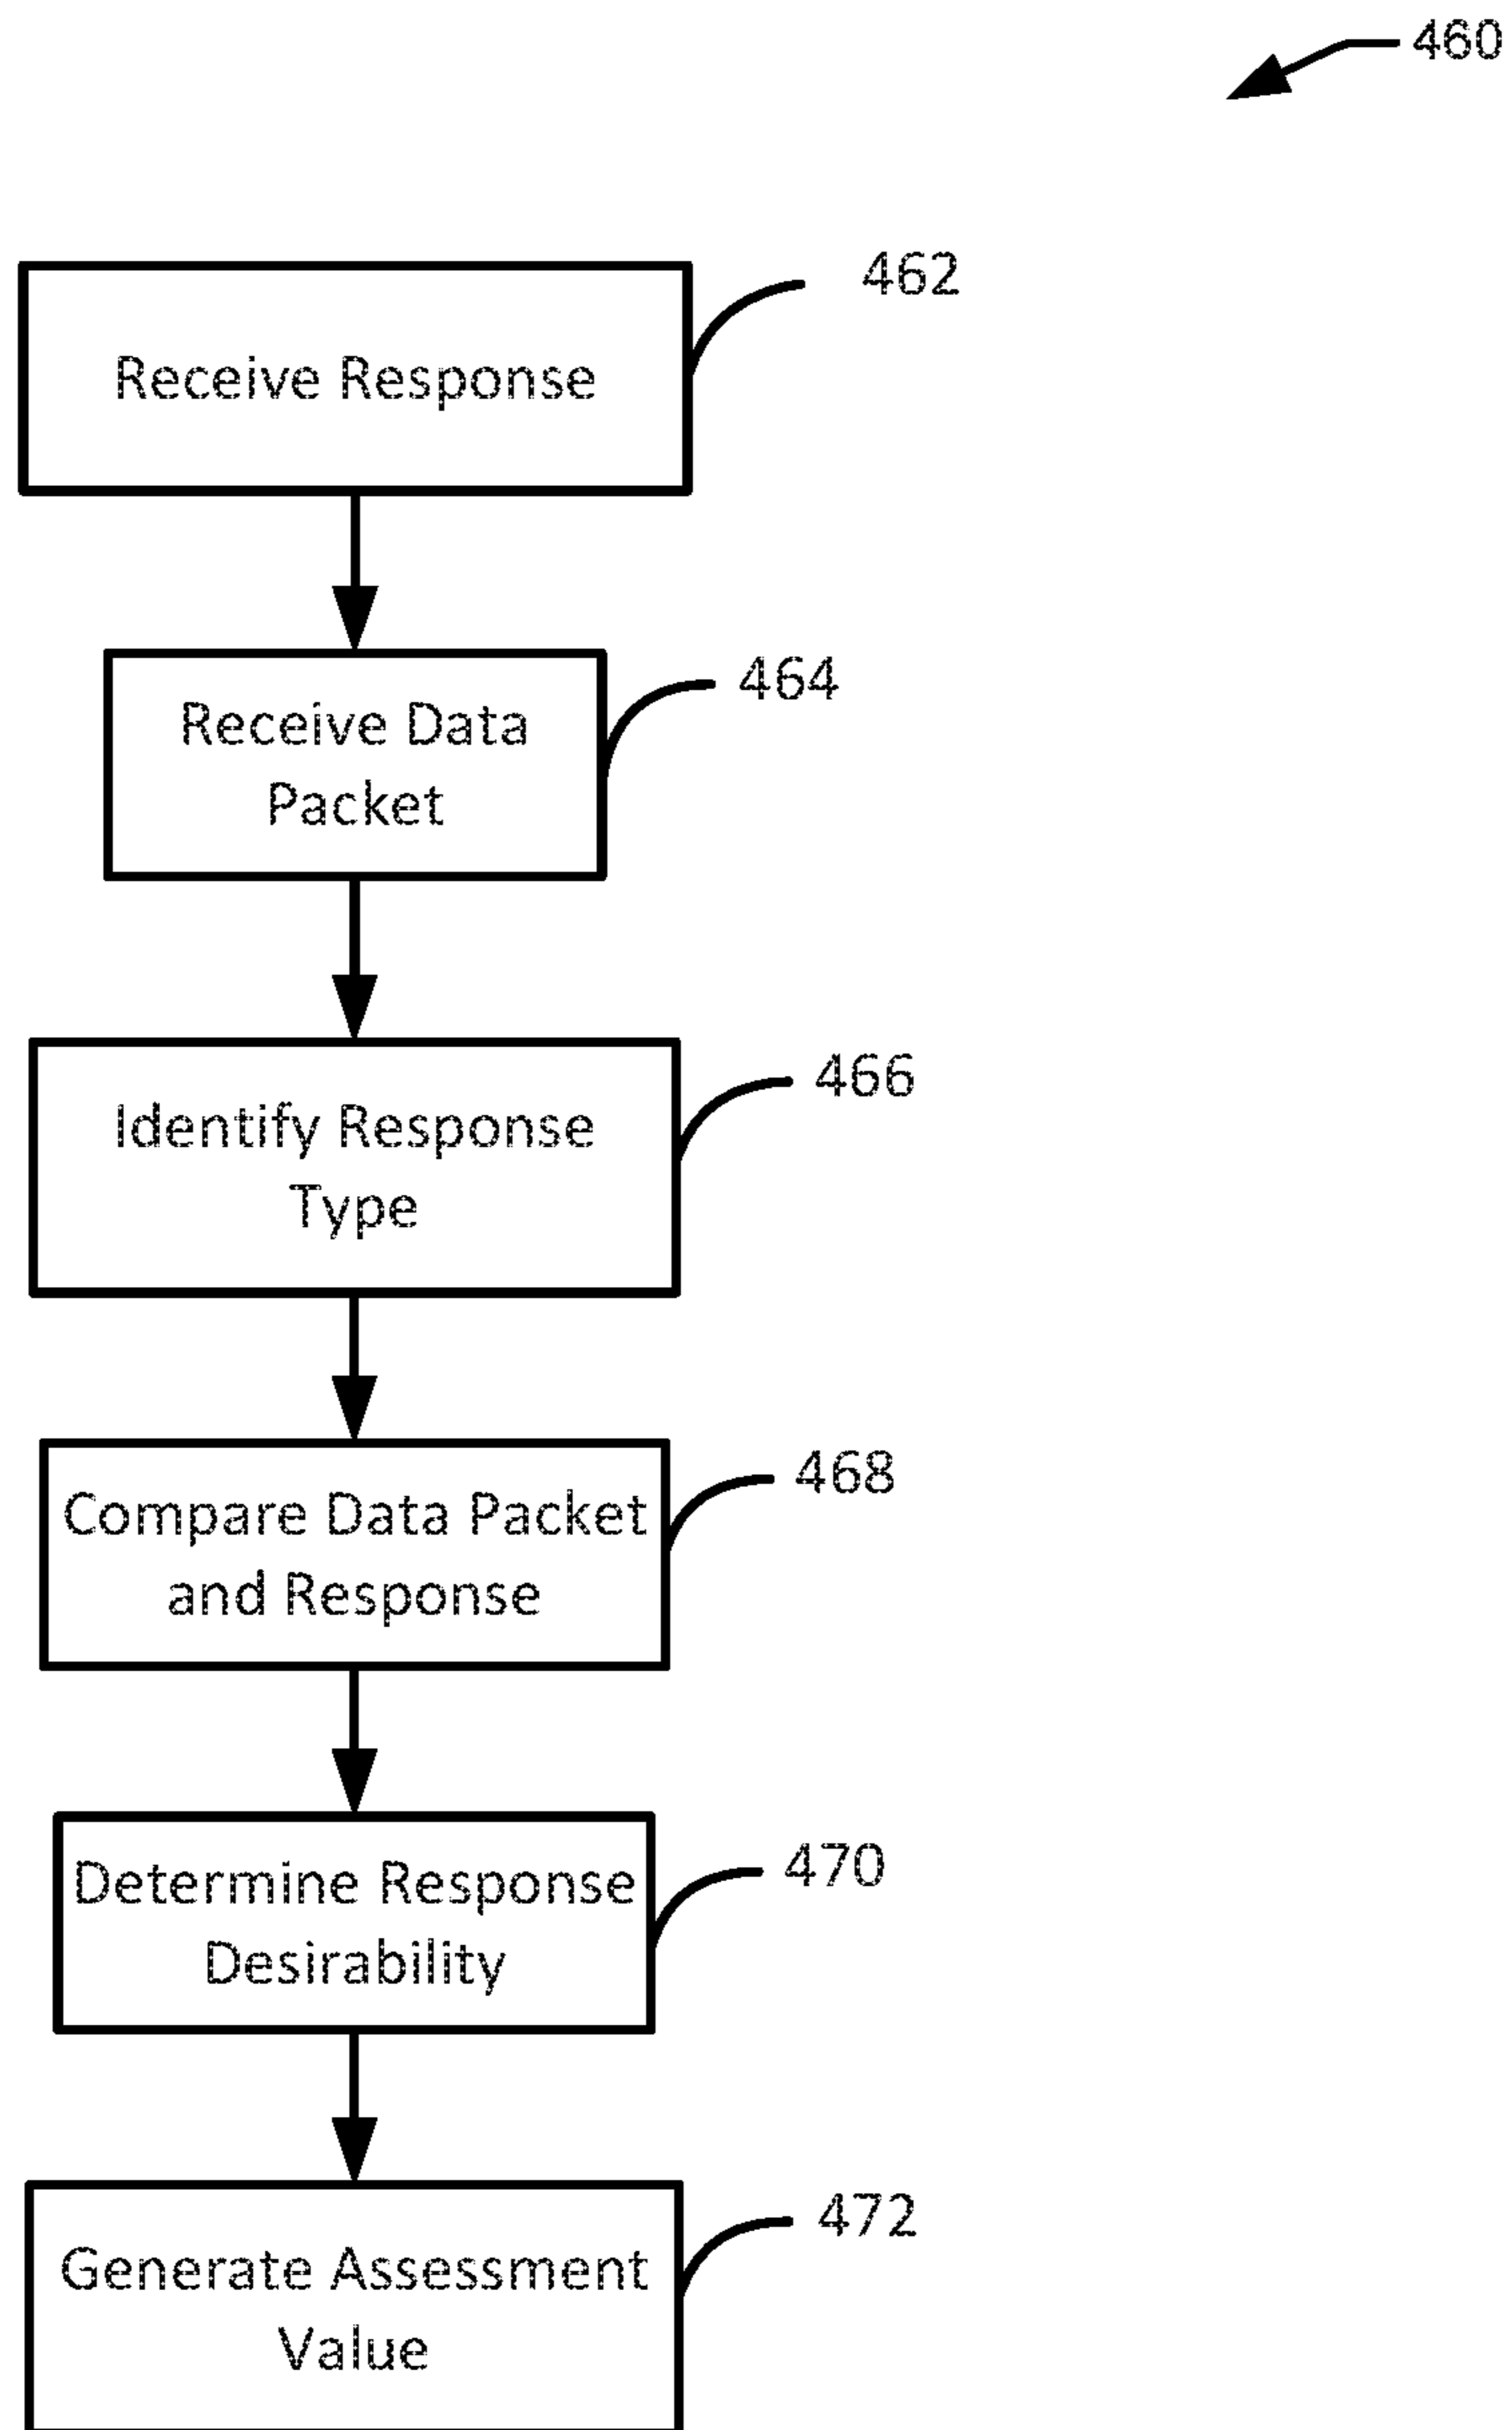 460
462
Receive Response
464
Receive Data
Packet
466
Identify Response
Type
468
Compare Data Packet
and Response
470
Determine Response
Desirability
472
Generate Assessment
Value